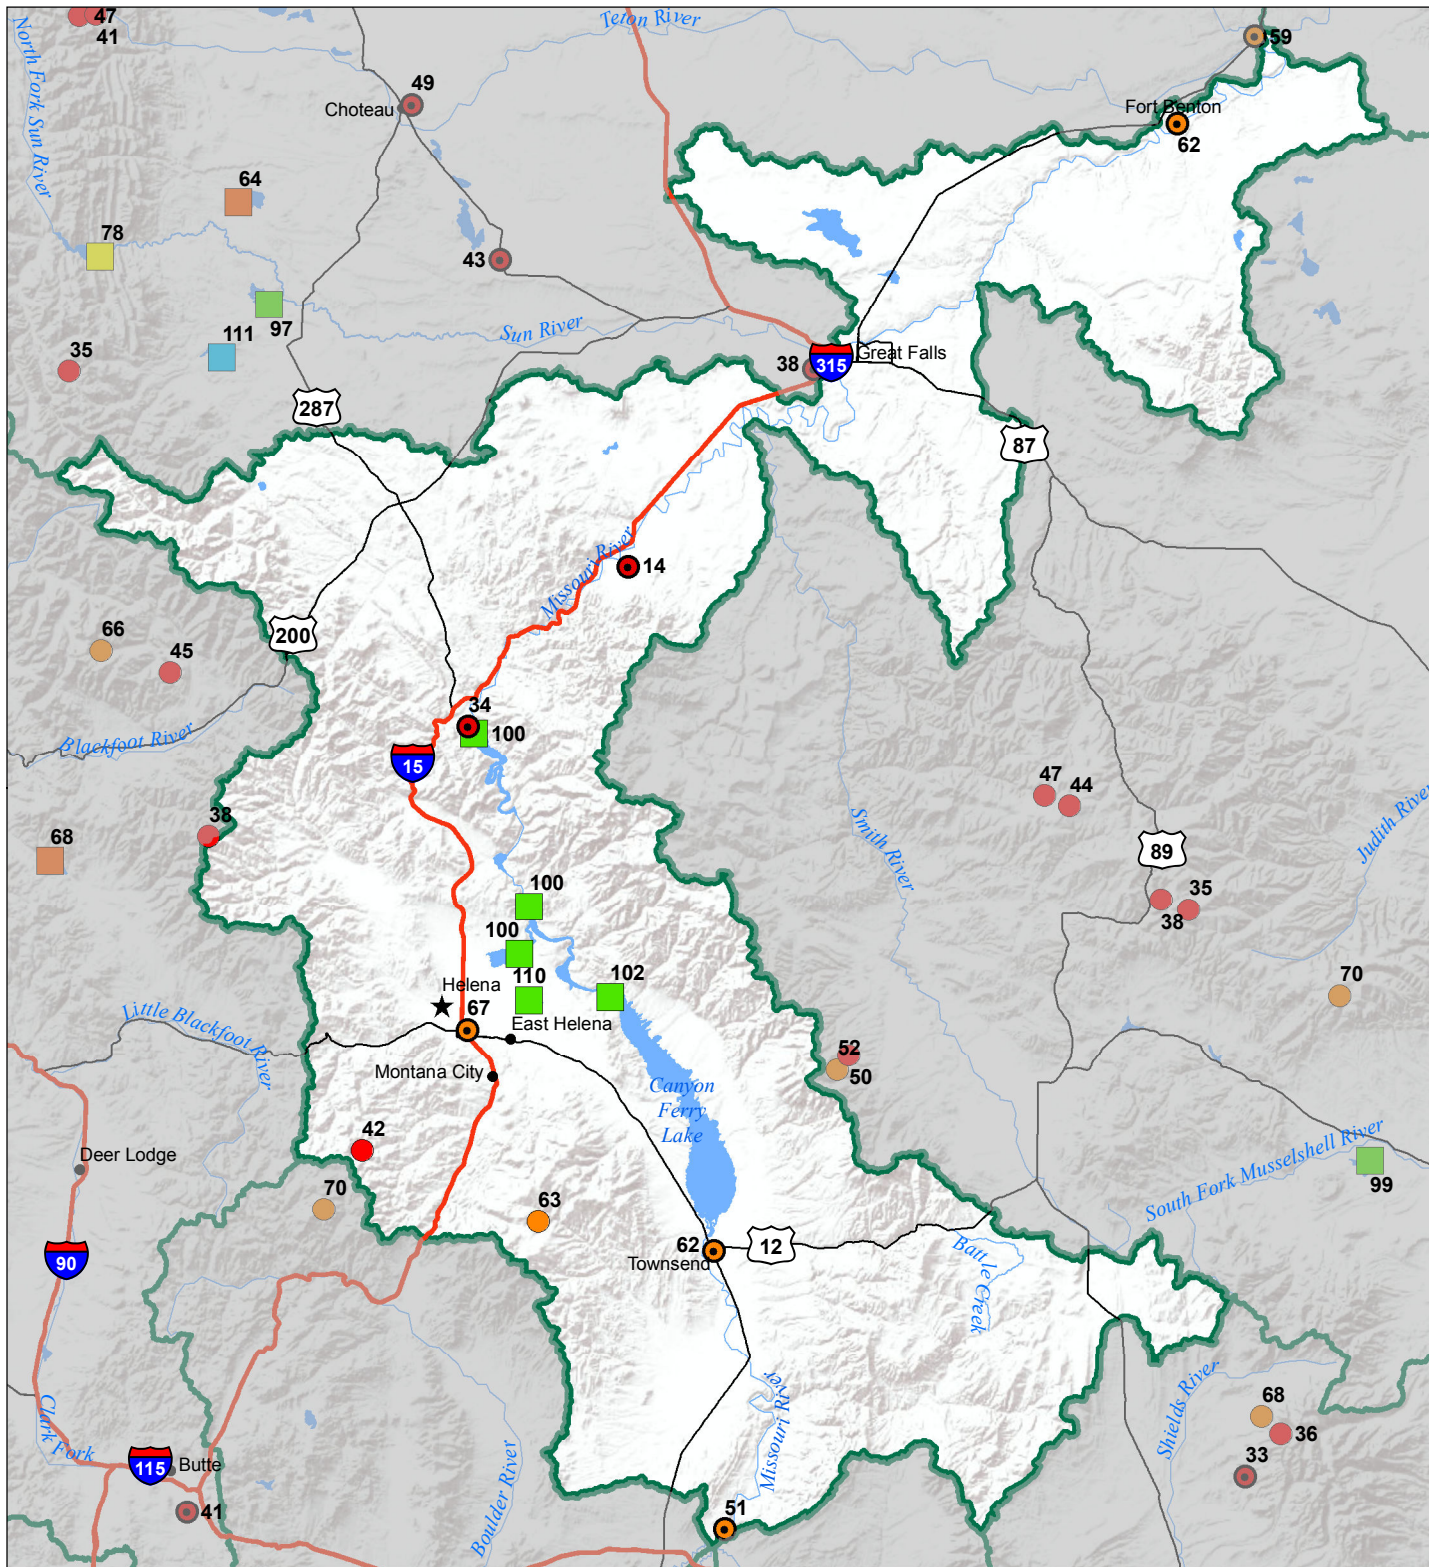 47
41
Teton River
59
North Fork Sun River
49
Choteau
Fort Benton
62
64
78
43
97
111
Sun River
35
38
315
Great Falls
287
87
Missouri River
14
200
66
45
34
100
Blackfoot River
15
47
44
38
68
Smith River
Judith River
89
100
35
38
100
110
102
Helena
70
67
East Helena
Little Blackfoot River
52
50
Montana City
Canyon
Ferry
Lake
42
Deer Lodge
South Fork Musselshell River
99
70
63
62
12
Townsend
Battle Creek
90
Missouri River
Shields River
68
36
Clark Fork
33
115
Butte
Boulder River
41
51